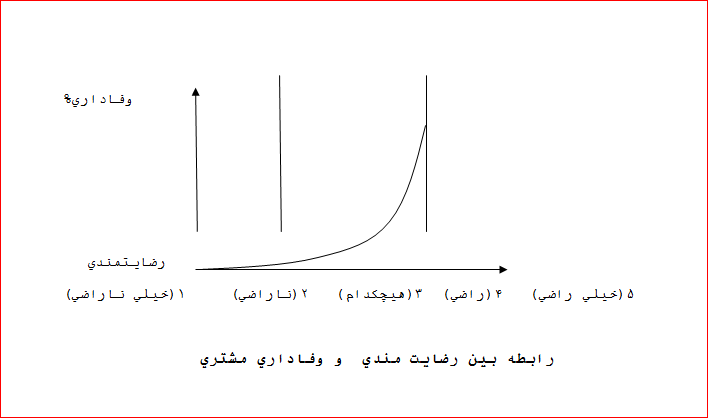 وفاداري%
رضايتمندي
۱(خيلي ناراضي) ۲(ناراضي) ۳(هيچكدام) ۴(راضي) ۵(خيلي راضي)
رابطه بين رضايت مندي و وفاداري مشتري